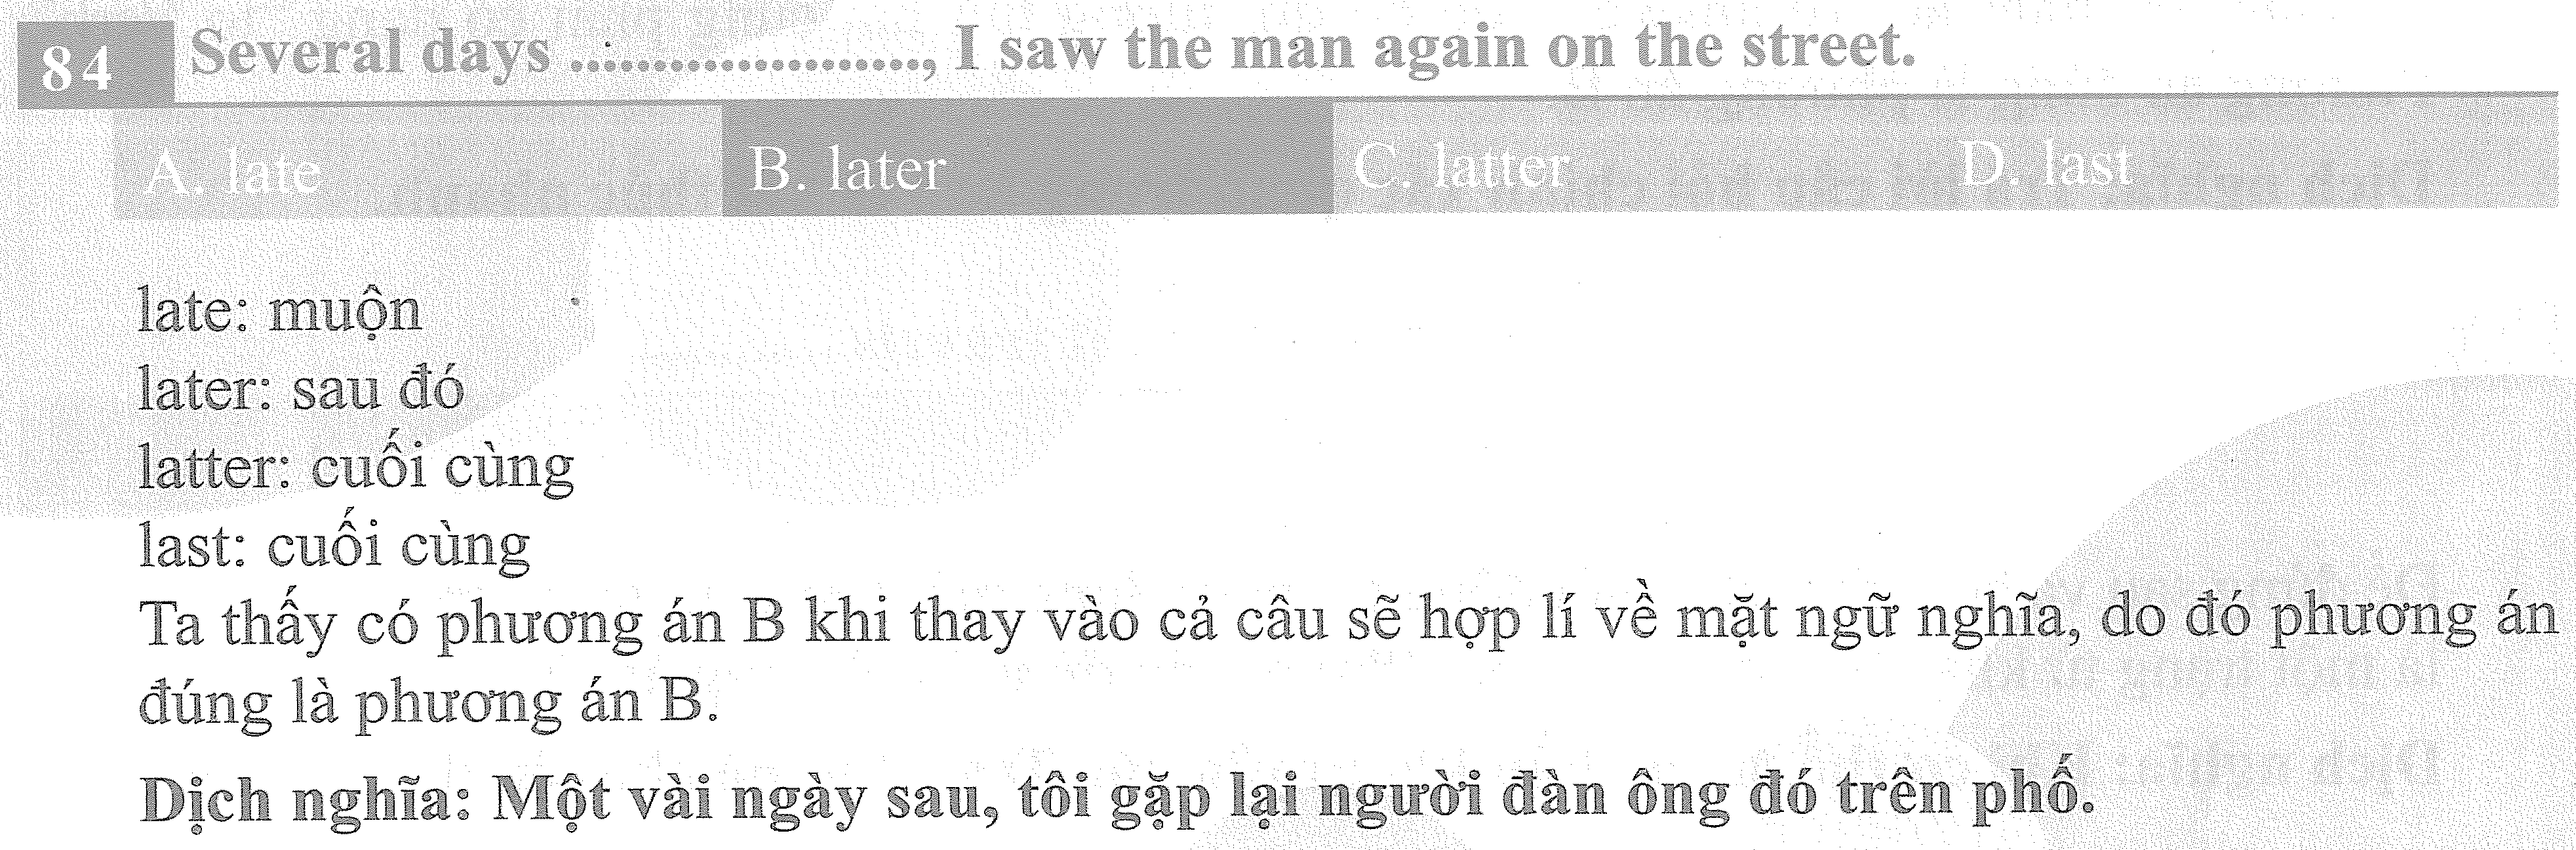 84 Several days ....................., I saw the man again on the street.
A. late B. later C. latter D. last
late: muộn
later: sau đó
latter: cuối cùng
last: cuối cùng
Ta thấy có phương án B khi thay vào cả câu sẽ hợp lí về mặt ngữ nghĩa, do đó phương án
đúng là phương án B.
Dịch nghĩa: Một vài ngày sau, tôi gặp lại người đàn ông đó trên phố.